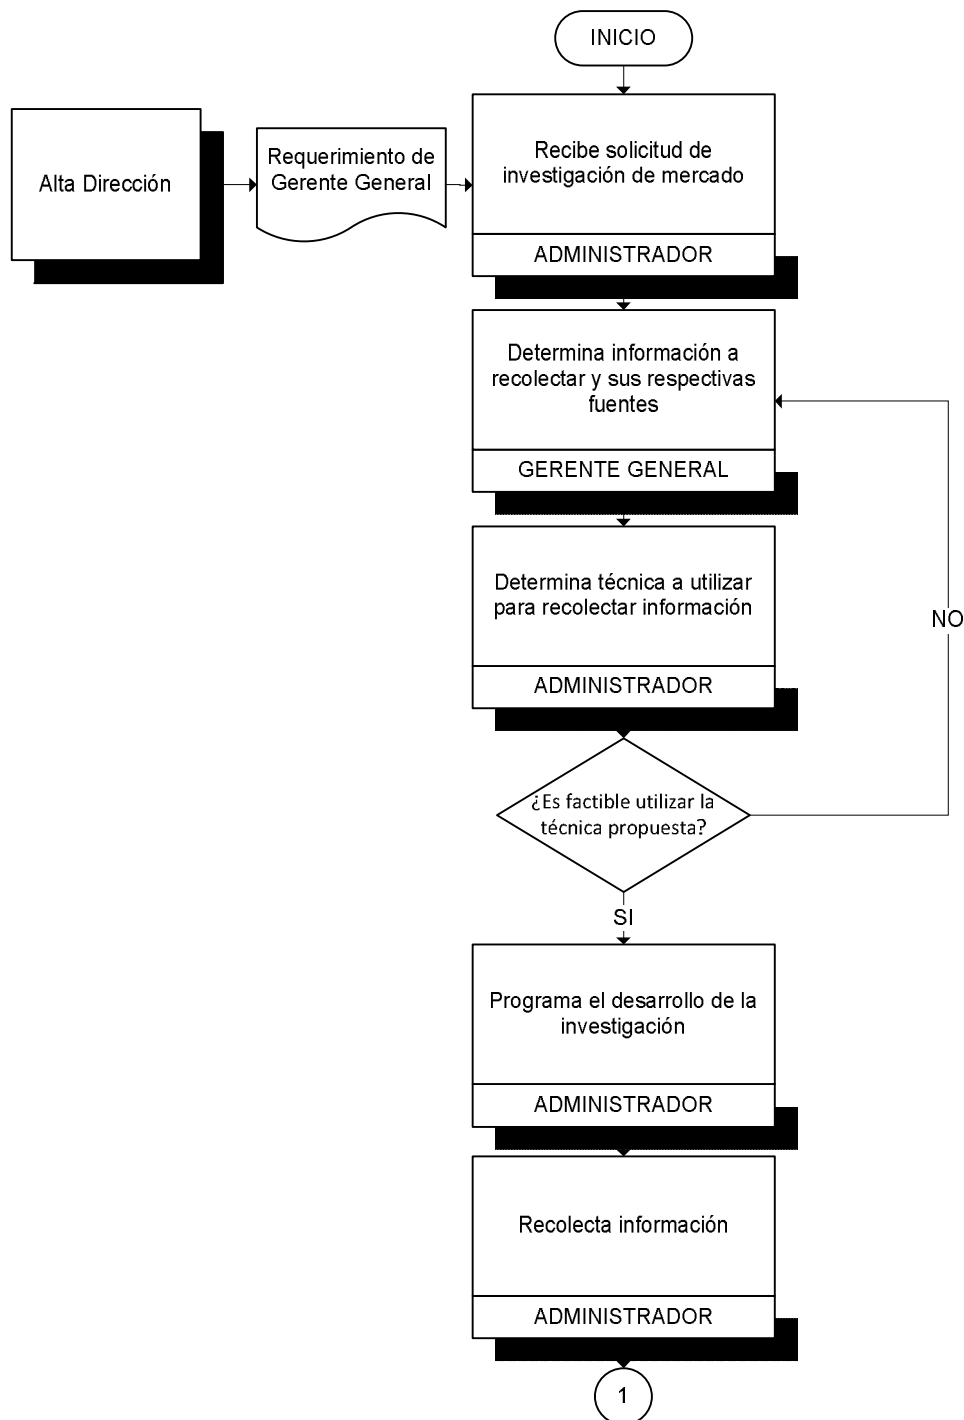 INICIO
Alta Dirección
Requerimiento de
Gerente General
Recibe solicitud de
investigación de mercado
ADMINISTRADOR
Determina información a
recolectar y sus respectivas
fuentes
GERENTE GENERAL
Determina técnica a utilizar
para recolectar información
ADMINISTRADOR
NO
¿Es factible utilizar la
técnica propuesta?
SI
Programa el desarrollo de la
investigación
ADMINISTRADOR
Recolecta información
ADMINISTRADOR
1